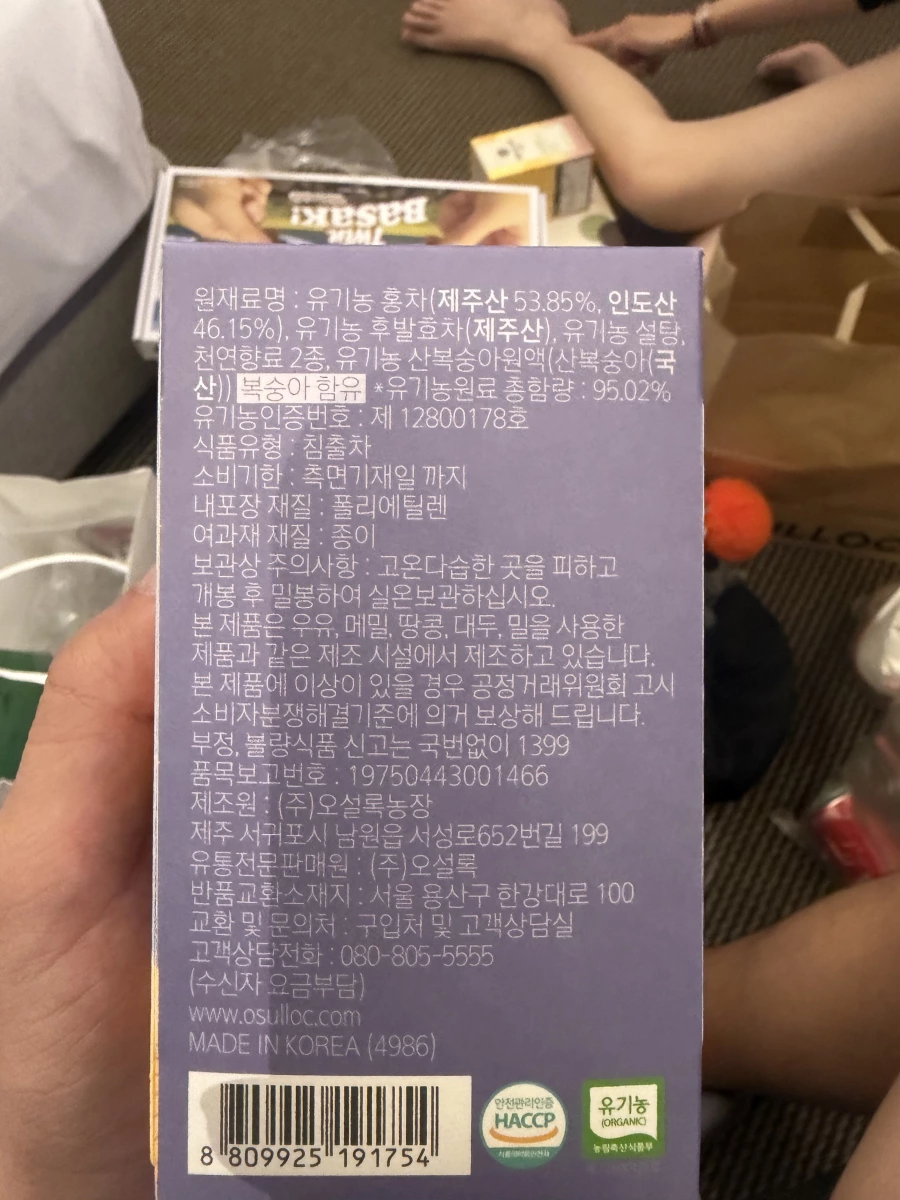 Twin
Basak!
원재료명 : 유기농 홍차(제주산 53.85%, 인도산
46.15%), 유기농 후발효차(제주산), 유기농 설탕,
천연향료 2종, 유기농 산복숭아원액(산복숭아(국
산)) 복숭아 함유 *유기농원료 총함량 : 95.02%
유기농인증번호 : 제 12800178호
식품유형 : 침출차
소비기한 : 측면기재일 까지
내포장 재질 : 폴리에틸렌
여과재 재질 : 종이
보관상 주의사항 : 고온다습한 곳을 피하고
개봉 후 밀봉하여 실온보관하십시오.
본 제품은 우유, 메밀, 땅콩, 대두, 밀을 사용한
제품과 같은 제조 시설에서 제조하고 있습니다.
본 제품에 이상이 있을 경우 공정거래위원회 고시
소비자분쟁해결기준에 의거 보상해 드립니다.
부정, 불량식품 신고는 국번없이 1399
품목보고번호 : 19750443001466
제조원 : (주)오설록농장
제주 서귀포시 남원읍 서성로652번길 199
유통전문판매원 : (주)오설록
반품교환소재지 : 서울 용산구 한강대로 100
교환 및 문의처 : 구입처 및 고객상담실
고객상담전화 : 080-805-5555
(수신자 요금부담)
www.osulloc.com
MADE IN KOREA (4986)
8 809925 191754
안전관리인증
HACCP
유기농
(ORGANIC)
농림축산식품부
ULLOC